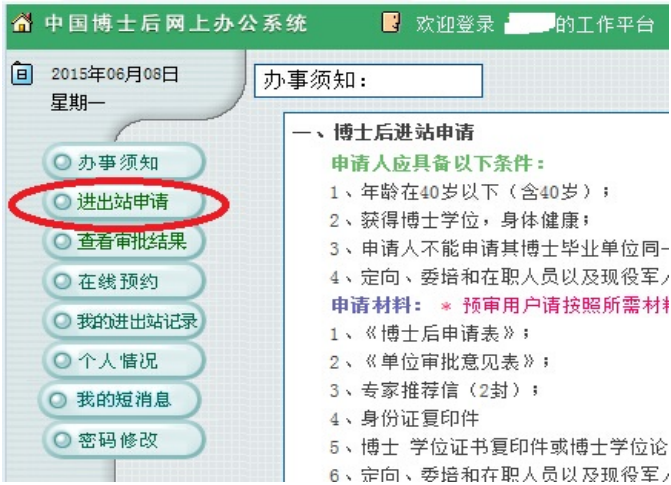 中国博士后网上办公系统
欢迎登录 的工作平台
2015年06月08日
星期一
办事须知:
办事须知
进出站申请
查看审批结果
在线预约
我的进出站记录
个人情况
我的短消息
密码修改
一、博士后进站申请
申请人应具备以下条件:
1、年龄在40岁以下(含40岁);
2、获得博士学位,身体健康;
3、申请人不能申请其博士毕业单位同一
4、定向、委培和在职人员以及现役军人
申请材料: * 预审用户请按照所需材料
1、《博士后申请表》;
2、《单位审批意见表》;
3、专家推荐信(2封);
4、身份证复印件
5、博士 学位证书复印件或博士学位论
6、定向、委培和在职人员以及现役军人